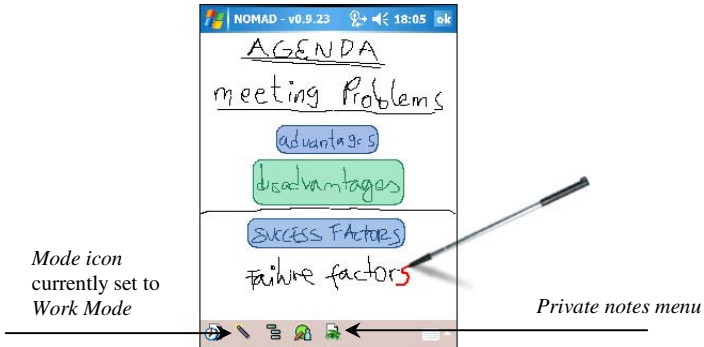 NOMAD - v0.9.23 18:05 ok
AGENDA
meeting Problems
advantages
disadvantages
SUCCESS FACTORS
Failure factors
Mode icon
currently set to
Work Mode
Private notes menu